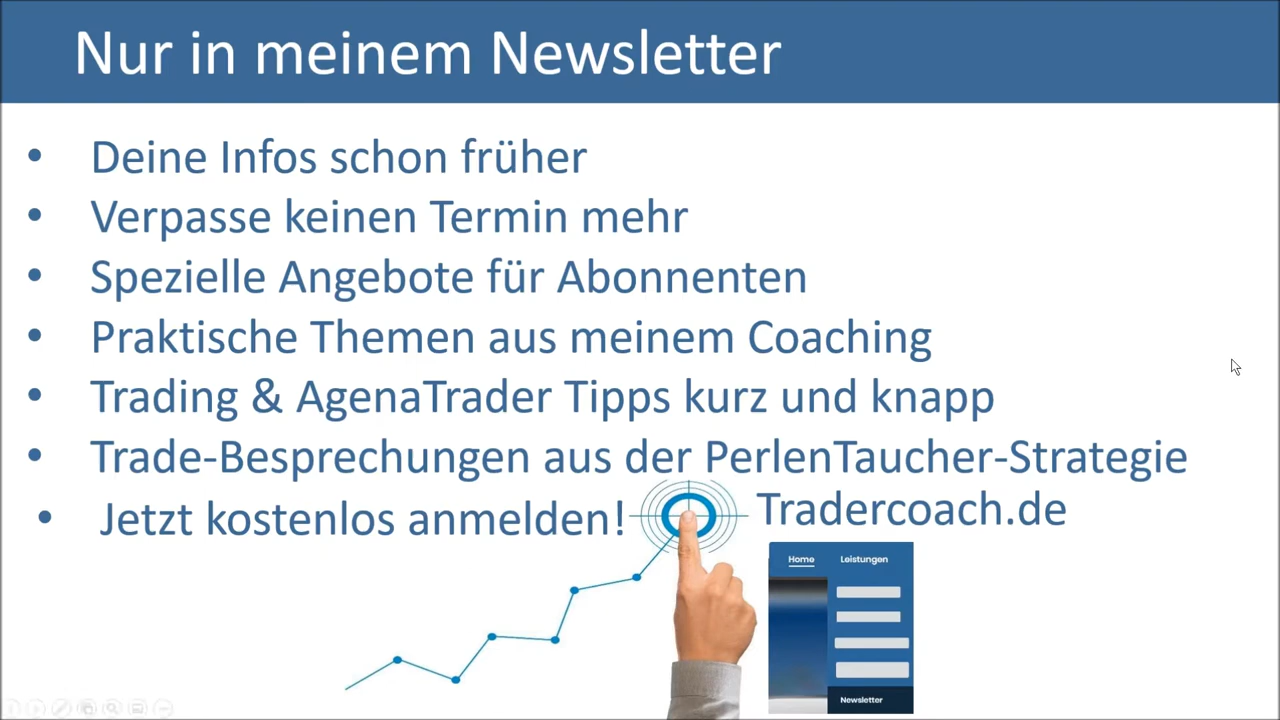 Nur in meinem Newsletter
• Deine Infos schon früher
• Verpasse keinen Termin mehr
• Spezielle Angebote für Abonnenten
• Praktische Themen aus meinem Coaching
• Trading & AgenaTrader Tipps kurz und knapp
• Trade-Besprechungen aus der PerlenTaucher-Strategie
• Jetzt kostenlos anmelden!
Tradercoach.de
Home Leistungen
Newsletter